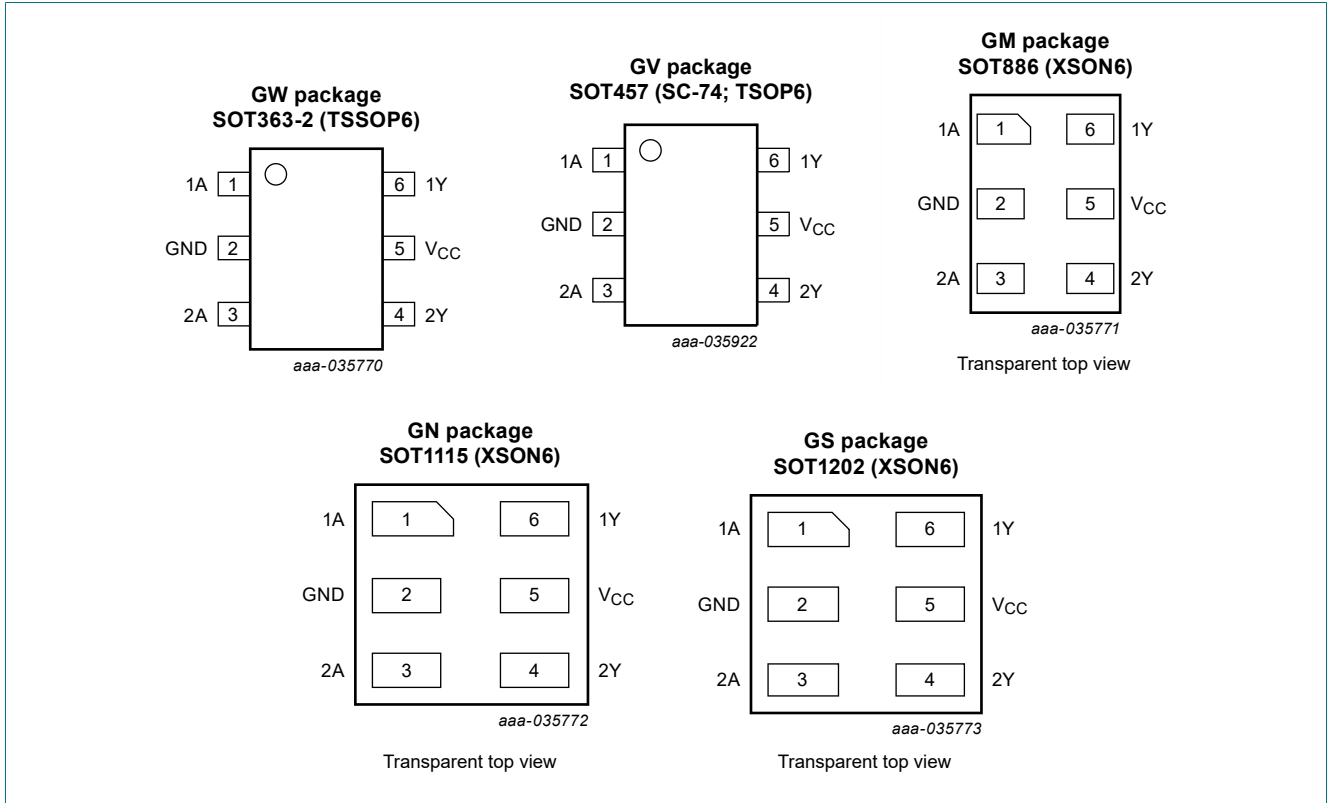 GW package
SOT363-2 (TSSOP6)
1A 1 6 1Y
GND 2 5 VCC
2A 3 4 2Y
aaa-035770
GV package
SOT457 (SC-74; TSOP6)
1A 1 6 1Y
GND 2 5 VCC
2A 3 4 2Y
aaa-035922
GM package
SOT886 (XSON6)
1A 1 6 1Y
GND 2 5 VCC
2A 3 4 2Y
aaa-035771
Transparent top view
GN package
SOT1115 (XSON6)
1A 1 6 1Y
GND 2 5 VCC
2A 3 4 2Y
aaa-035772
Transparent top view
GS package
SOT1202 (XSON6)
1A 1 6 1Y
GND 2 5 VCC
2A 3 4 2Y
aaa-035773
Transparent top view